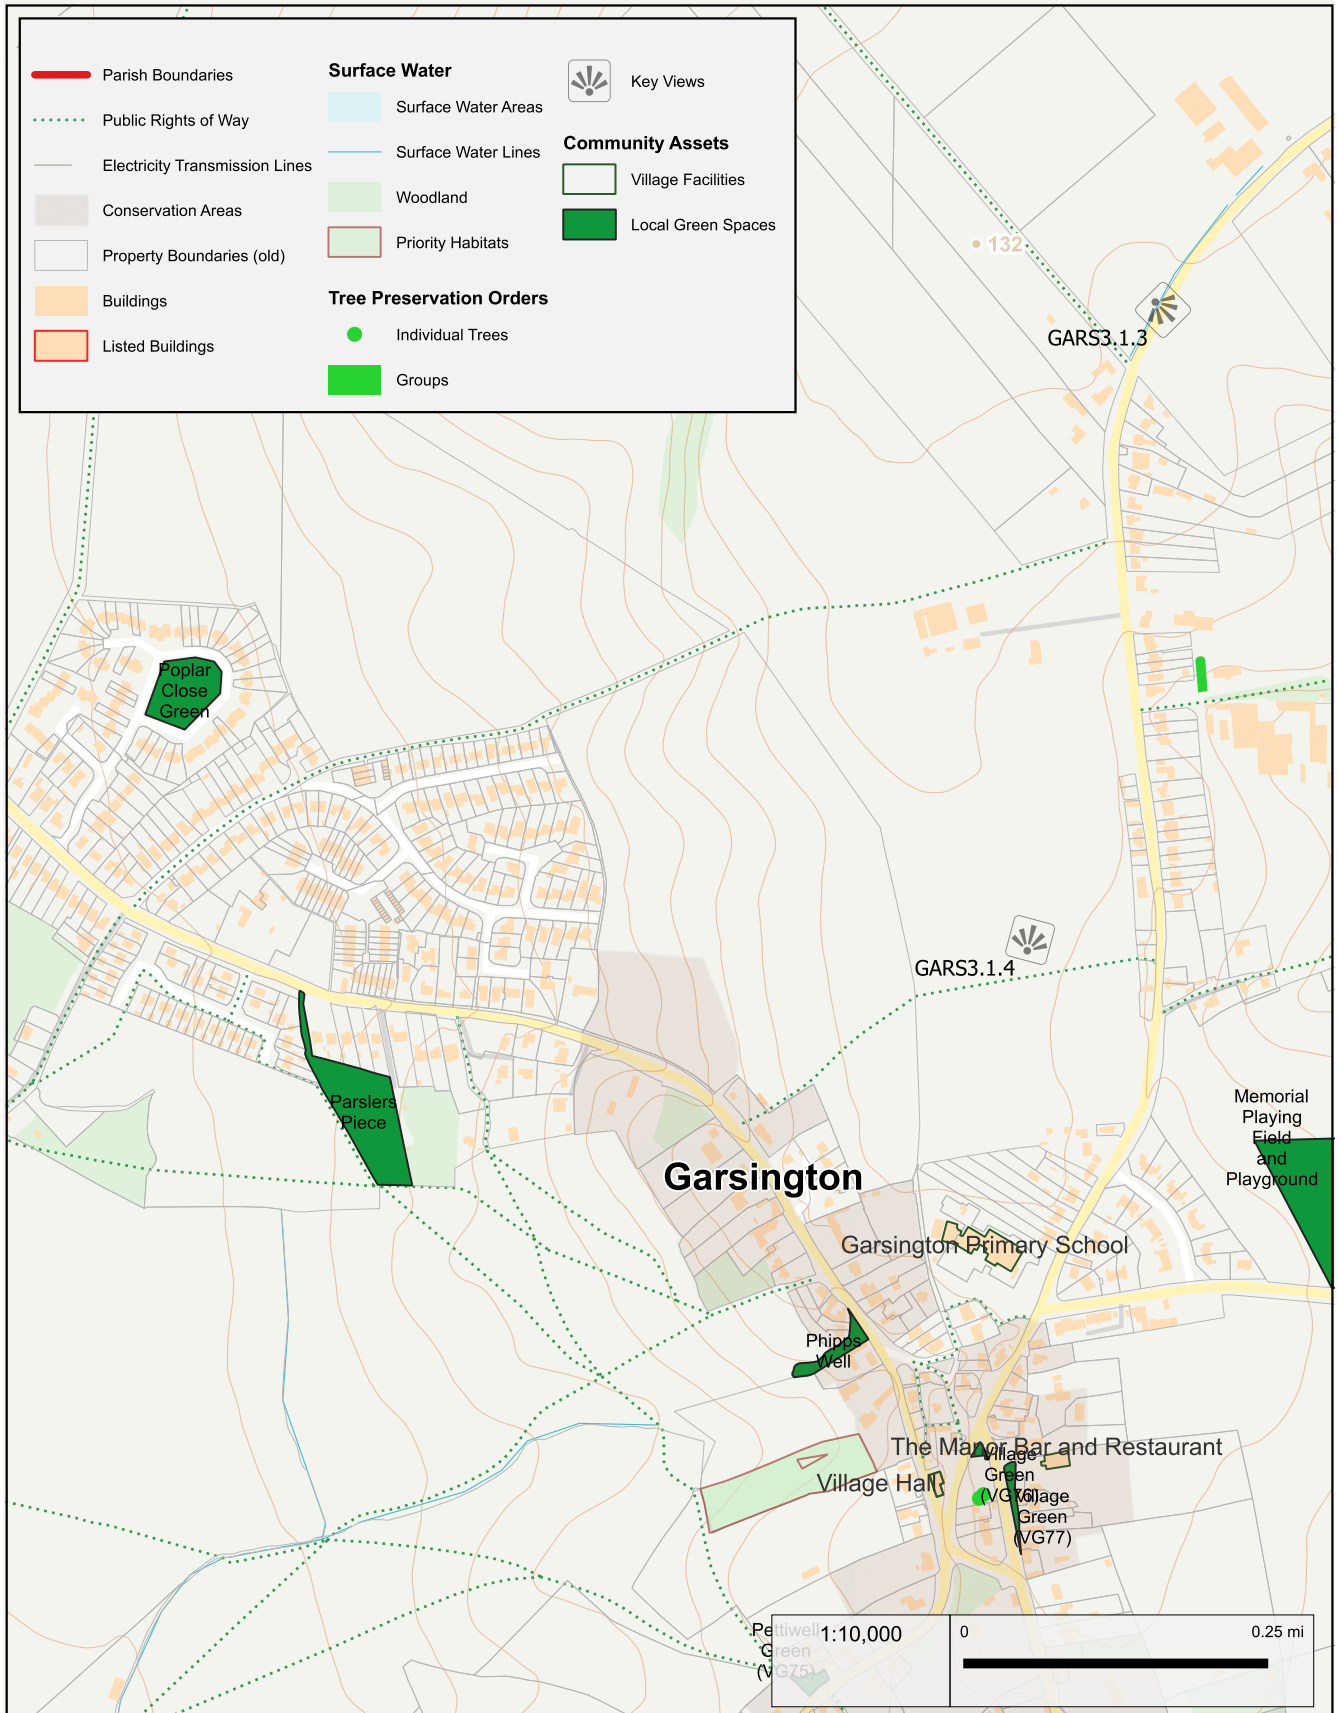 Parish Boundaries
Public Rights of Way
Electricity Transmission Lines
Conservation Areas
Property Boundaries (old)
Buildings
Listed Buildings
Surface Water
Surface Water Areas
Surface Water Lines
Woodland
Priority Habitats
Tree Preservation Orders
Individual Trees
Groups
Key Views
Community Assets
Village Facilities
Local Green Spaces
132
GARS3.1.3
Poplar
Close
Green
GARS3.1.4
Parslers
Piece
Memorial
Playing
Field
and
Playground
Garsington
Garsington Primary School
Phipps
Well
The Manor Bar and Restaurant
Village Hall
Village
Green
(VG76)
Village
Green
(VG77)
Pettiwell
Green
(VG75)
1:10,000
0
0.25 mi